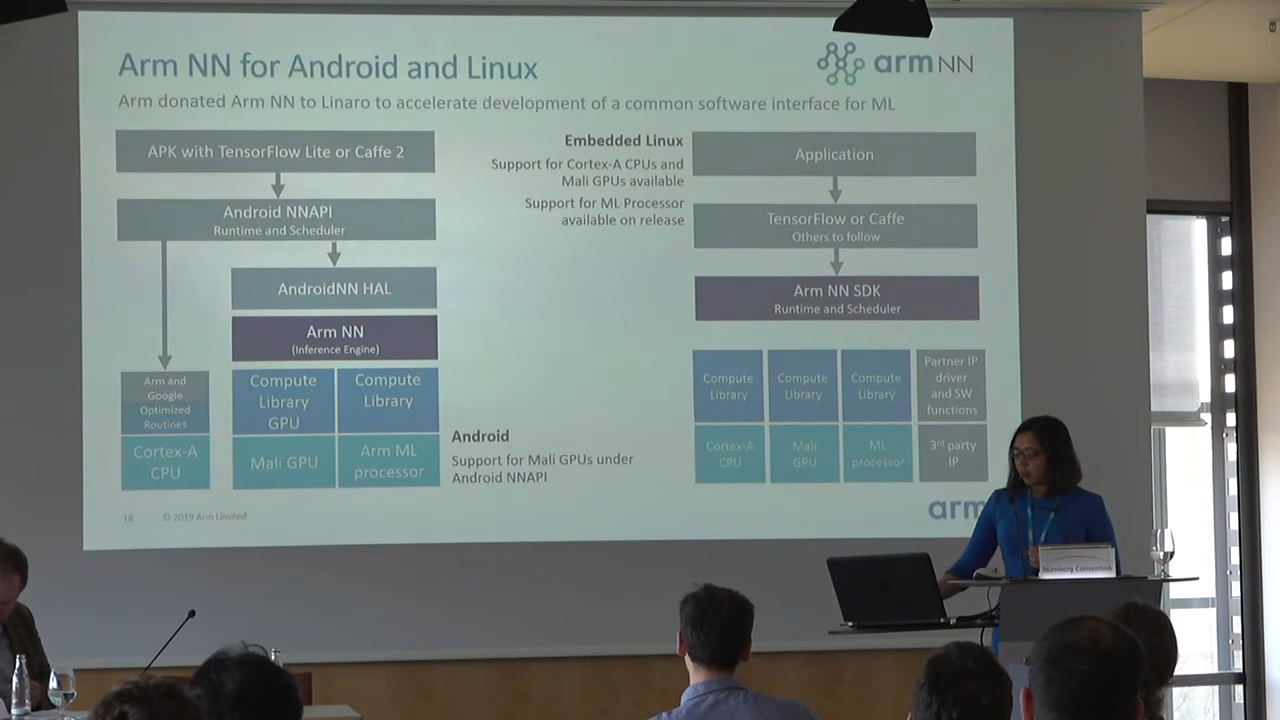 Arm NN for Android and Linux
arm NN
Arm donated Arm NN to Linaro to accelerate development of a common software interface for ML
APK with TensorFlow Lite or Caffe 2
Android NNAPI
Runtime and Scheduler
AndroidNN HAL
Arm NN
(Inference Engine)
Arm and
Google
Optimized
Routines
Compute
Library
GPU
Compute
Library
Cortex-A
CPU
Mali GPU
Arm ML
processor
Android
Support for Mali GPUs under
Android NNAPI
Embedded Linux
Support for Cortex-A CPUs and
Mali GPUs available
Support for ML Processor
available on release
Application
TensorFlow or Caffe
Others to follow
Arm NN SDK
Runtime and Scheduler
Compute
Library
Compute
Library
Compute
Library
Partner IP
driver
and SW
functions
Cortex-A
CPU
Mali
GPU
ML
processor
3rd party
IP
18
© 2019 Arm Limited
arm
Nürnberg Convention